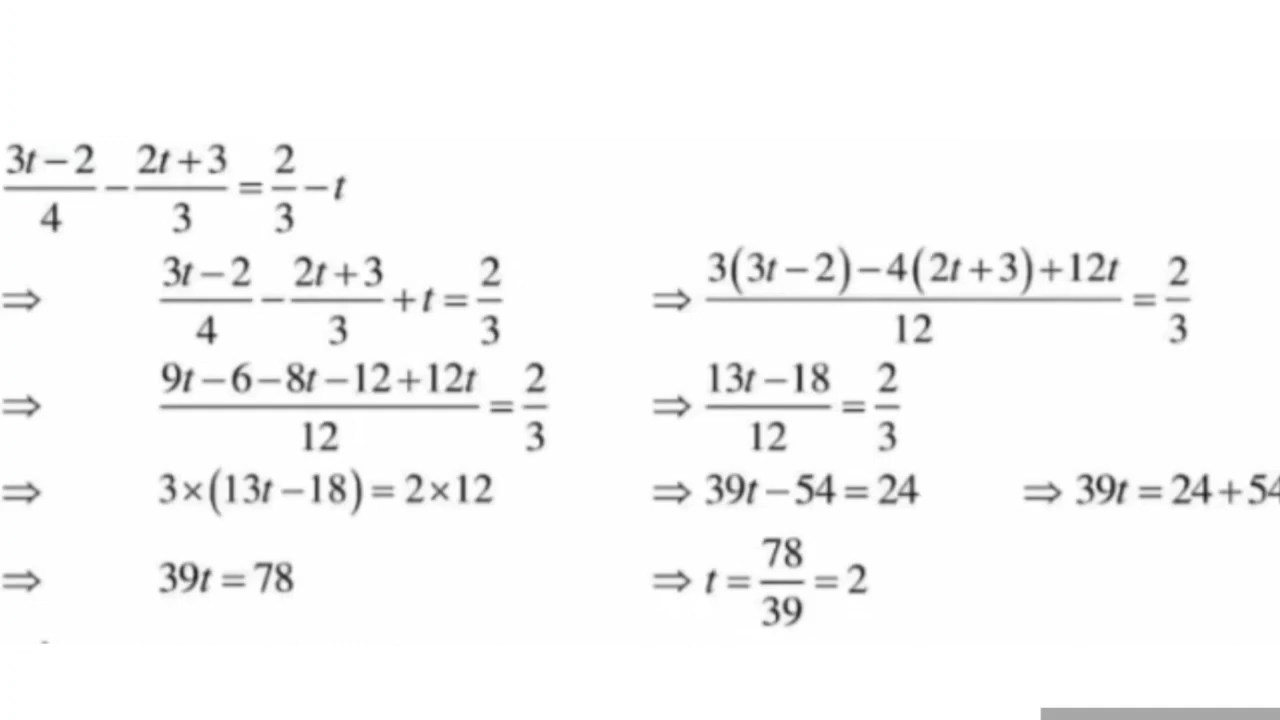 (3t−2)/4 − (2t+3)/3 = 2/3 − t
⇒ (3t−2)/4 − (2t+3)/3 + t = 2/3 ⇒ (3(3t−2)−4(2t+3)+12t)/12 = 2/3
⇒ (9t−6−8t−12+12t)/12 = 2/3 ⇒ (13t−18)/12 = 2/3
⇒ 3×(13t−18) = 2×12 ⇒ 39t−54 = 24 ⇒ 39t = 24+54
⇒ 39t = 78 ⇒ t = 78/39 = 2